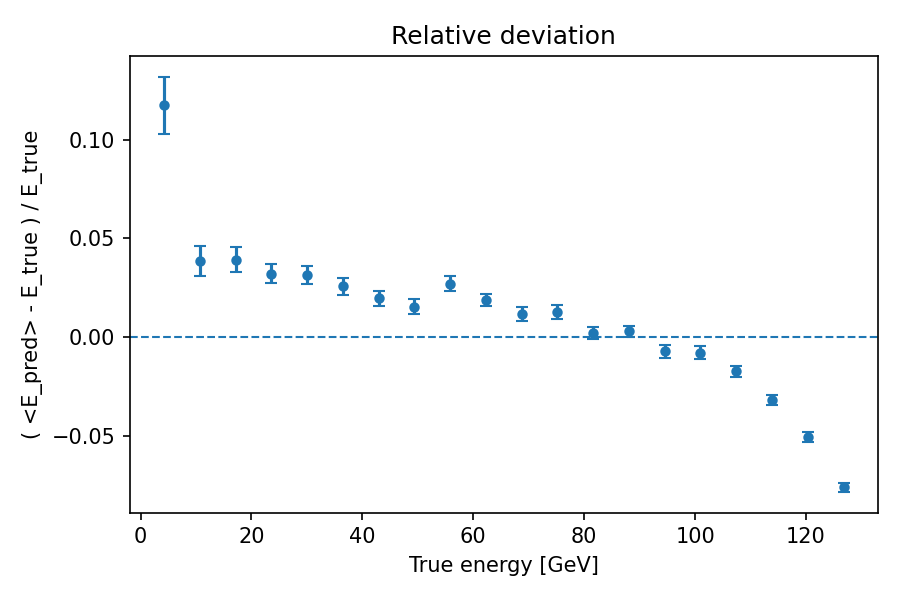 Relative deviation
( <E_pred> - E_true ) / E_true
0.10
0.05
0.00
−0.05
0 20 40 60 80 100 120
True energy [GeV]